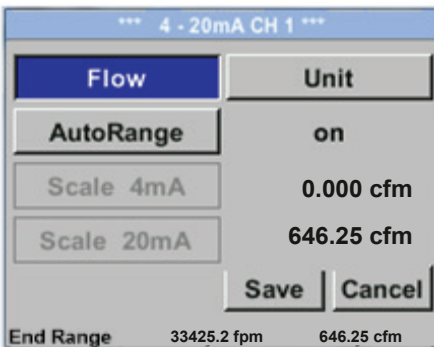 *** 4 - 20mA CH 1 ***
Flow Unit
AutoRange on
Scale 4mA 0.000 cfm
Scale 20mA 646.25 cfm
Save Cancel
End Range 33425.2 fpm 646.25 cfm